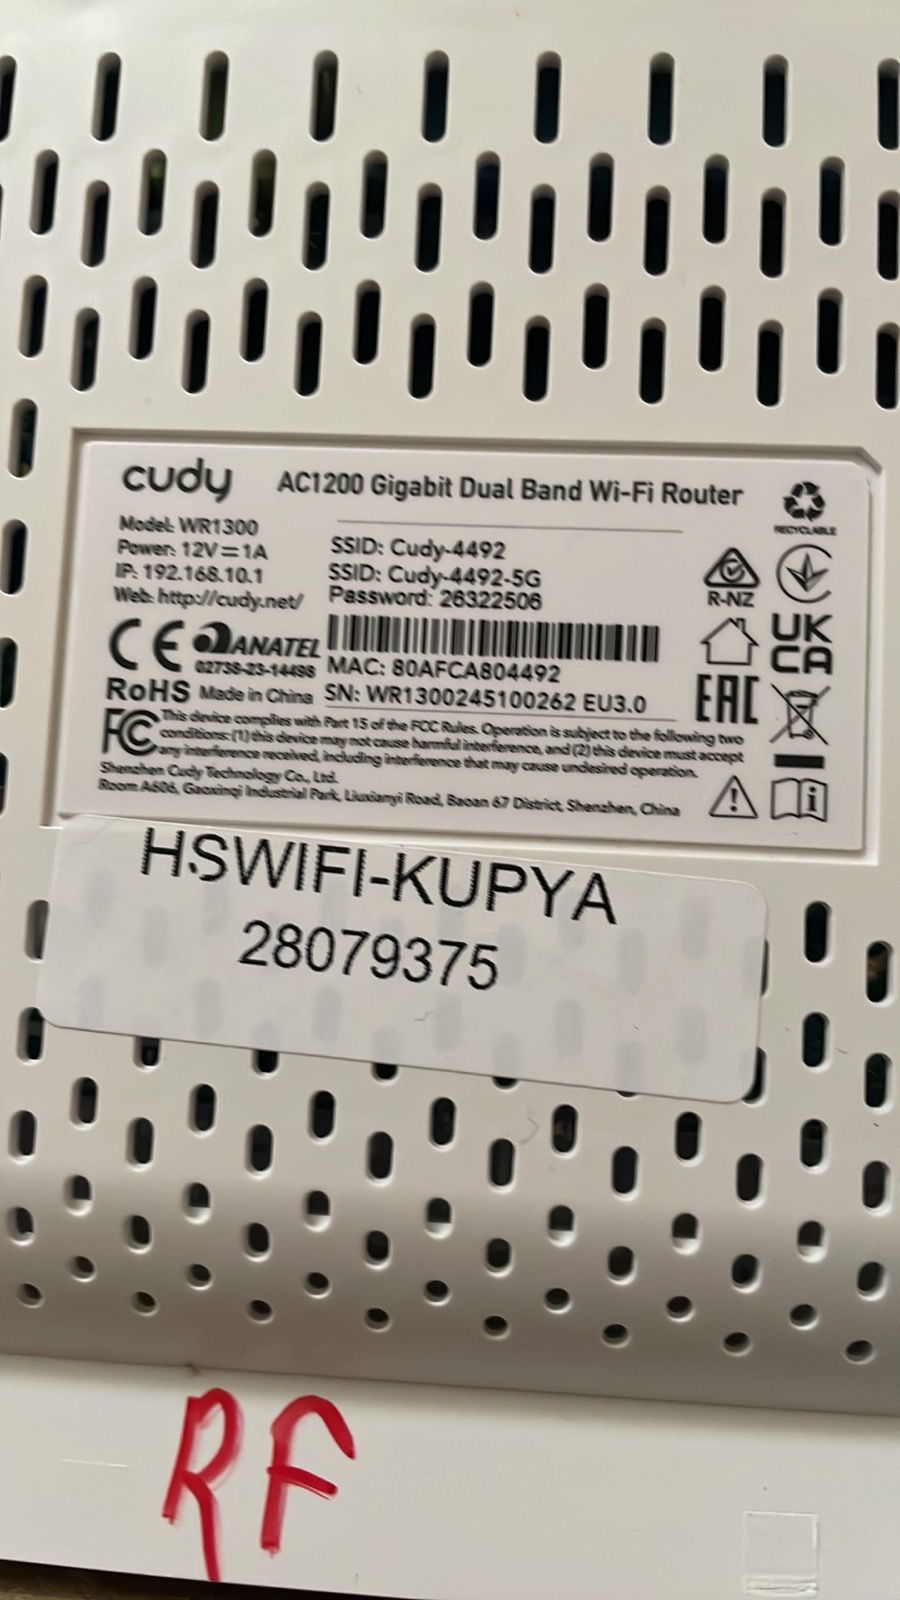 cudy AC1200 Gigabit Dual Band Wi-Fi Router
RECYCLABLE
Model: WR1300
Power: 12V⎓1A
IP: 192.168.10.1
Web: http://cudy.net/
SSID: Cudy-4492
SSID: Cudy-4492-5G
Password: 26322506
R-NZ
UK
CA
CE ANATEL
02738-23-14498
MAC: 80AFCA804492
RoHS Made in China
SN: WR1300245100262 EU3.0
EAC
FC This device complies with Part 15 of the FCC Rules. Operation is subject to the following two
conditions: (1) this device may not cause harmful interference, and (2) this device must accept
any interference received, including interference that may cause undesired operation.
Shenzhen Cudy Technology Co., Ltd.
Room A606, Gaoxinqi Industrial Park, Liuxianyi Road, Baoan 67 District, Shenzhen, China
HSWIFI-KUPYA
28079375
RF